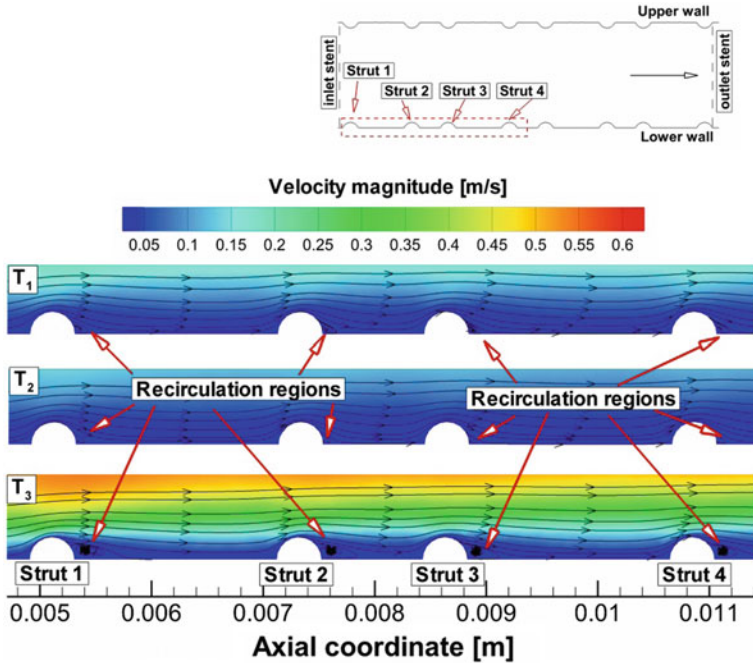 Upper wall
inlet stent
Strut 1
Strut 2
Strut 3
Strut 4
outlet stent
Lower wall
Velocity magnitude [m/s]
0.05 0.1 0.15 0.2 0.25 0.3 0.35 0.4 0.45 0.5 0.55 0.6
T1
T2
Recirculation regions
Recirculation regions
T3
Strut 1
Strut 2
Strut 3
Strut 4
0.005 0.006 0.007 0.008 0.009 0.01 0.011
Axial coordinate [m]